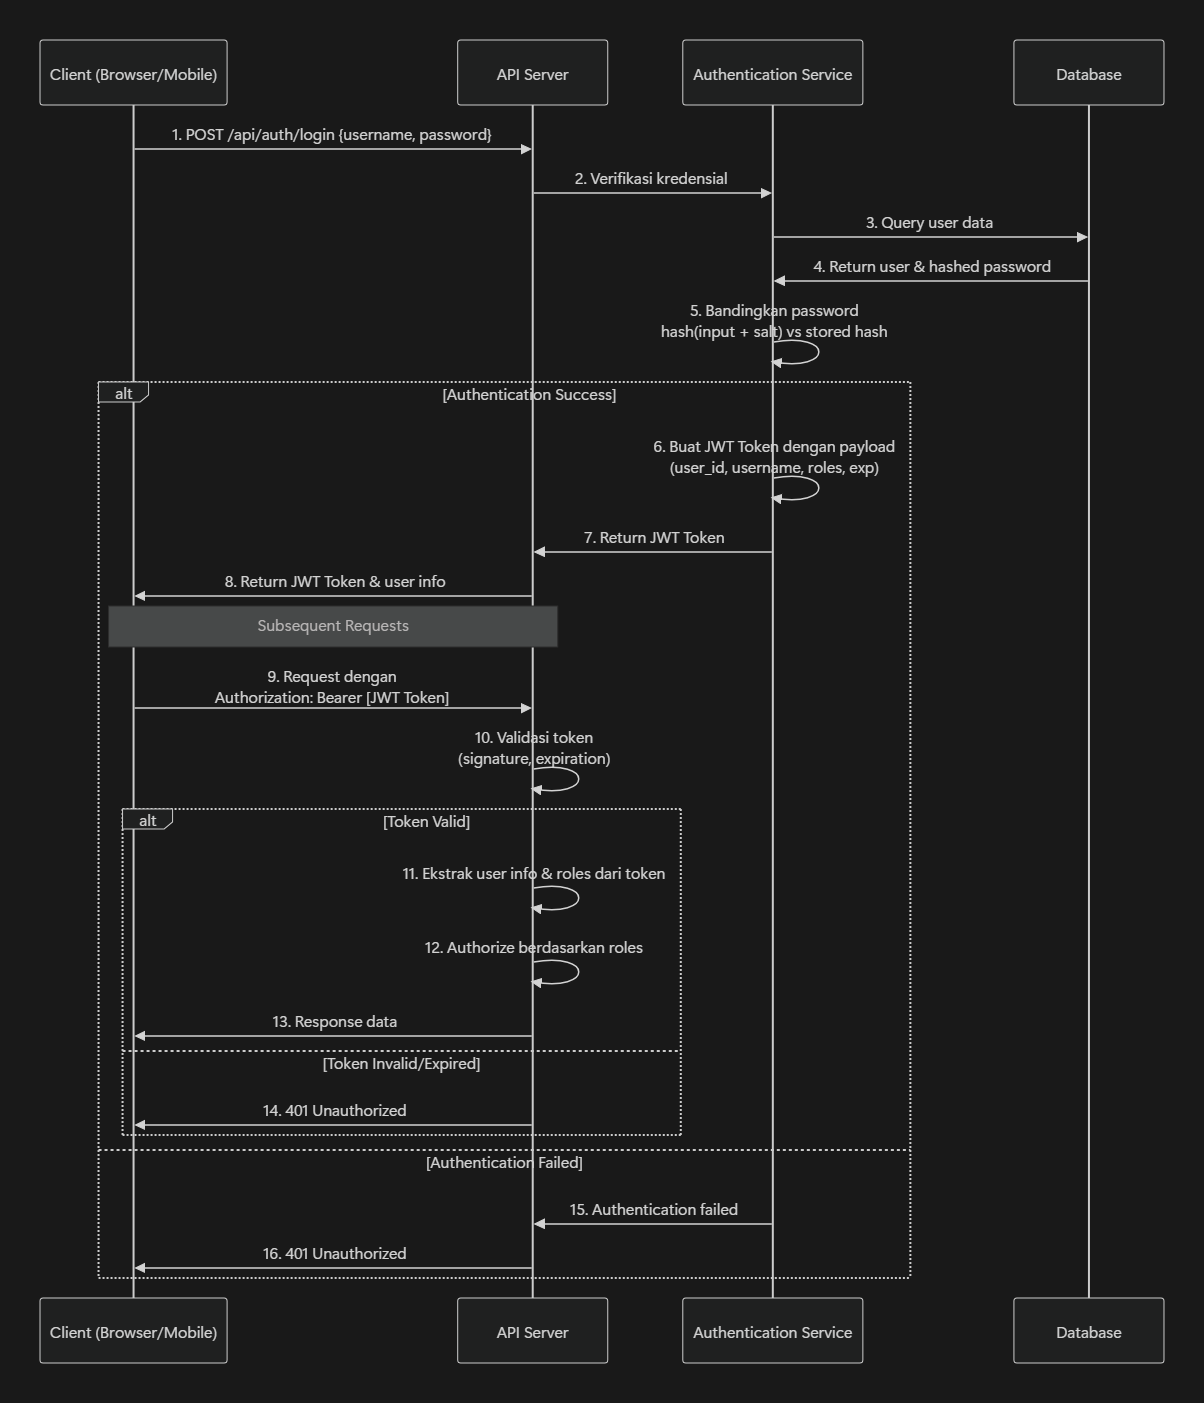 Client (Browser/Mobile)
API Server
Authentication Service
Database
1. POST /api/auth/login {username, password}
2. Verifikasi kredensial
3. Query user data
4. Return user & hashed password
5. Bandingkan password
hash(input + salt) vs stored hash
alt
[Authentication Success]
6. Buat JWT Token dengan payload
(user_id, username, roles, exp)
7. Return JWT Token
8. Return JWT Token & user info
Subsequent Requests
9. Request dengan
Authorization: Bearer [JWT Token]
10. Validasi token
(signature, expiration)
alt
[Token Valid]
11. Ekstrak user info & roles dari token
12. Authorize berdasarkan roles
13. Response data
[Token Invalid/Expired]
14. 401 Unauthorized
[Authentication Failed]
15. Authentication failed
16. 401 Unauthorized
Client (Browser/Mobile)
API Server
Authentication Service
Database